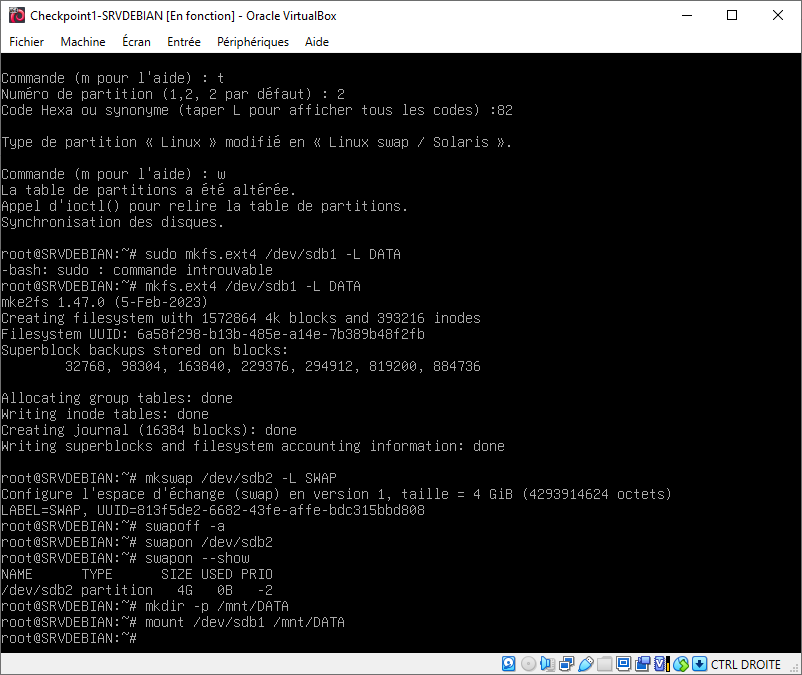 Checkpoint1-SRVDEBIAN [En fonction] - Oracle VirtualBox
Fichier Machine Écran Entrée Périphériques Aide
Commande (m pour l'aide) : t
Numéro de partition (1,2, 2 par défaut) : 2
Code Hexa ou synonyme (taper L pour afficher tous les codes) :82
Type de partition « Linux » modifié en « Linux swap / Solaris ».
Commande (m pour l'aide) : w
La table de partitions a été altérée.
Appel d'ioctl() pour relire la table de partitions.
Synchronisation des disques.
root@SRVDEBIAN:~# sudo mkfs.ext4 /dev/sdb1 -L DATA
-bash: sudo : commande introuvable
root@SRVDEBIAN:~# mkfs.ext4 /dev/sdb1 -L DATA
mke2fs 1.47.0 (5-Feb-2023)
Creating filesystem with 1572864 4k blocks and 393216 inodes
Filesystem UUID: 6a58f298-b13b-485e-a14e-7b389b48f2fb
Superblock backups stored on blocks:
32768, 98304, 163840, 229376, 294912, 819200, 884736
Allocating group tables: done
Writing inode tables: done
Creating journal (16384 blocks): done
Writing superblocks and filesystem accounting information: done
root@SRVDEBIAN:~# mkswap /dev/sdb2 -L SWAP
Configure l'espace d'échange (swap) en version 1, taille = 4 GiB (4293914624 octets)
LABEL=SWAP, UUID=813f5de2-6682-43fe-affe-bdc315bbd808
root@SRVDEBIAN:~# swapoff -a
root@SRVDEBIAN:~# swapon /dev/sdb2
root@SRVDEBIAN:~# swapon --show
NAME TYPE SIZE USED PRIO
/dev/sdb2 partition 4G 0B -2
root@SRVDEBIAN:~# mkdir -p /mnt/DATA
root@SRVDEBIAN:~# mount /dev/sdb1 /mnt/DATA
root@SRVDEBIAN:~#
CTRL DROITE